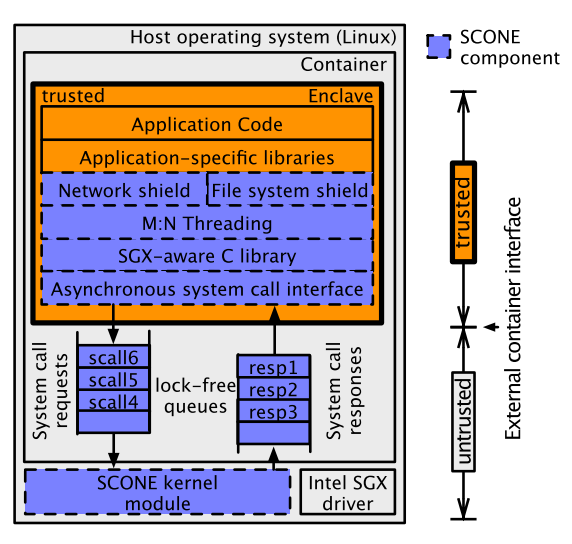 Host operating system (Linux)
Container
trusted
Enclave
Application Code
Application-specific libraries
Network shield
File system shield
M:N Threading
SGX-aware C library
Asynchronous system call interface
System call
requests
scall6
scall5
scall4
lock-free
queues
resp1
resp2
resp3
System call
responses
SCONE kernel
module
Intel SGX
driver
SCONE
component
trusted
untrusted
External container interface